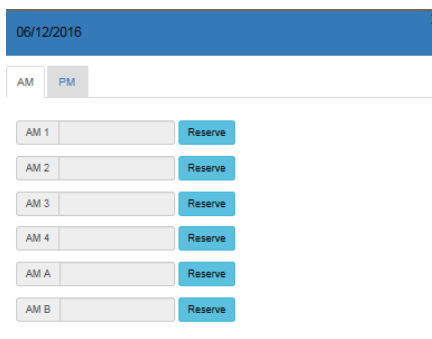 06/12/2016
AM PM
AM 1 Reserve
AM 2 Reserve
AM 3 Reserve
AM 4 Reserve
AM A Reserve
AM B Reserve